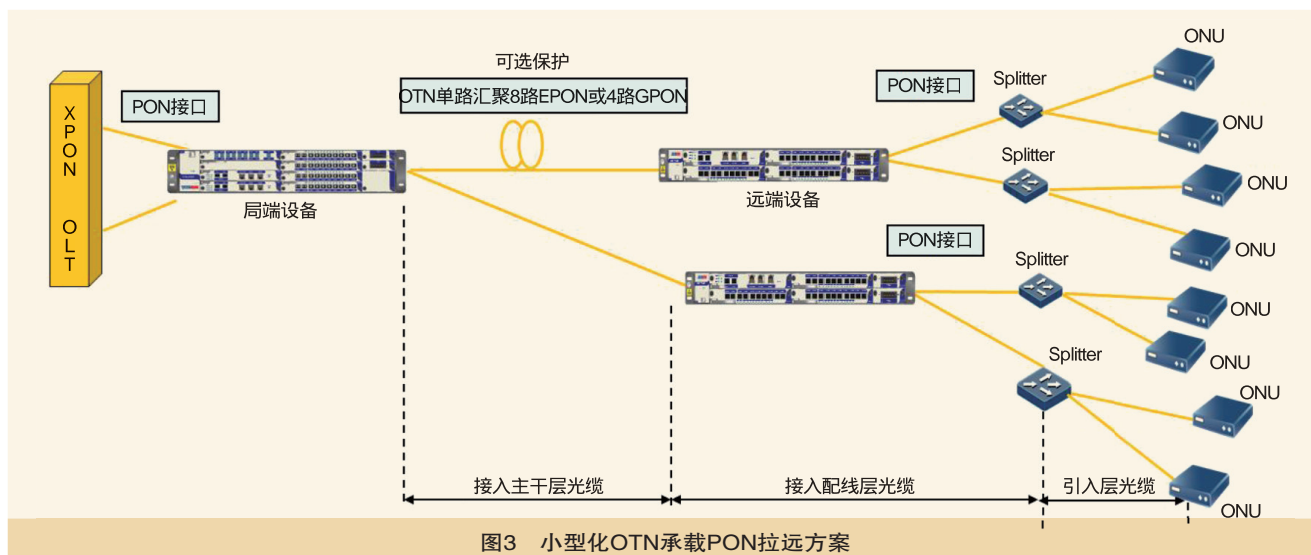 XPON OLT
PON接口
局端设备
可选保护
OTN单路汇聚8路EPON或4路GPON
远端设备
PON接口
Splitter
ONU
ONU
Splitter
ONU
ONU
PON接口
Splitter
ONU
ONU
Splitter
ONU
ONU
接入主干层光缆
接入配线层光缆
引入层光缆
图3 小型化OTN承载PON拉远方案